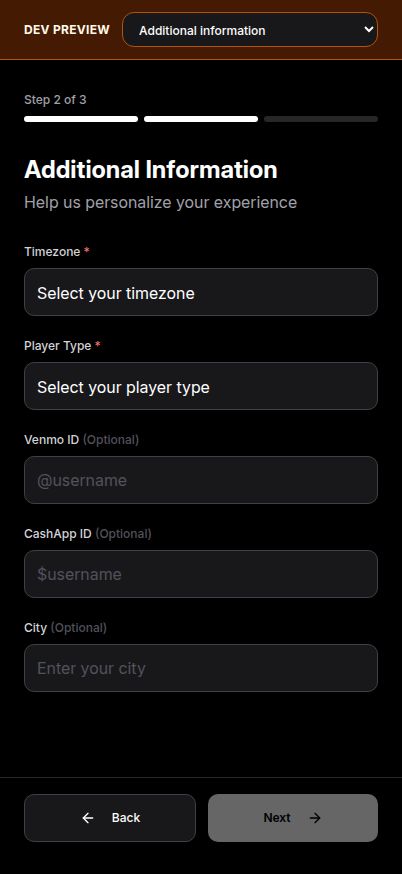 DEV PREVIEW
Additional information
Step 2 of 3
Additional Information
Help us personalize your experience
Timezone *
Select your timezone
Player Type *
Select your player type
Venmo ID (Optional)
@username
CashApp ID (Optional)
$username
City (Optional)
Enter your city
Back
Next